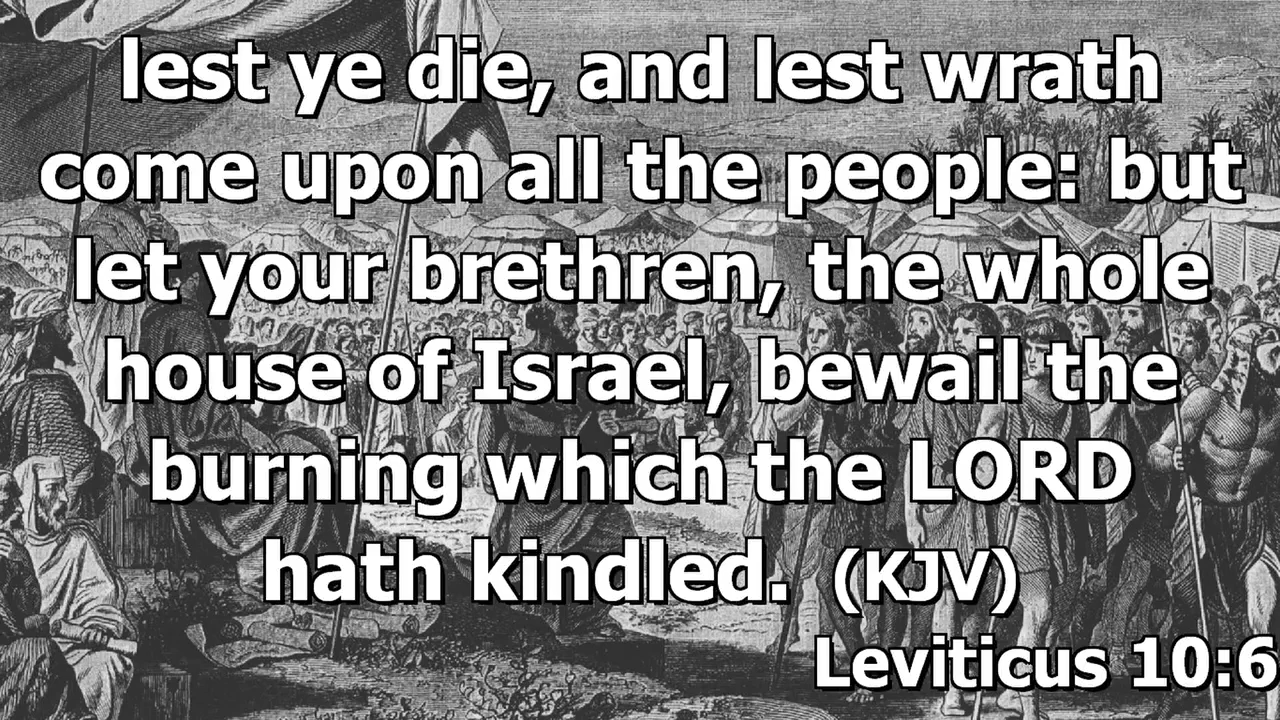 lest ye die, and lest wrath
come upon all the people: but
let your brethren, the whole
house of Israel, bewail the
burning which the LORD
hath kindled. (KJV)
Leviticus 10:6